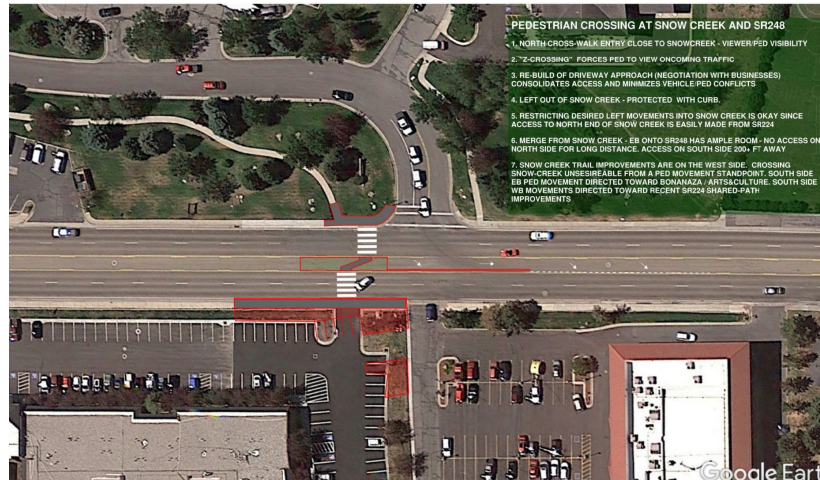 PEDESTRIAN CROSSING AT SNOW CREEK AND SR248
1. NORTH CROSS-WALK ENTRY CLOSE TO SNOWCREEK - VIEWER/PED VISIBILITY
2. "Z-CROSSING" FORCES PED TO VIEW ONCOMING TRAFFIC
3. RE-BUILD OF DRIVEWAY APPROACH (NEGOTIATION WITH BUSINESSES)
CONSOLIDATES ACCESS AND MINIMIZES VEHICLE/PED CONFLICTS
4. LEFT OUT OF SNOW CREEK - PROTECTED WITH CURB.
5. RESTRICTING DESIRED LEFT MOVEMENTS INTO SNOW CREEK IS OKAY SINCE
ACCESS TO NORTH END OF SNOW CREEK IS EASILY MADE FROM SR224
6. MERGE FROM SNOW CREEK - EB ONTO SR248 HAS AMPLE ROOM - NO ACCESS ON
NORTH SIDE FOR LONG DISTANCE. ACCESS ON SOUTH SIDE 200+ FT AWAY
7. SNOW CREEK TRAIL IMPROVEMENTS ARE ON THE WEST SIDE. CROSSING
SNOW-CREEK UNSESIREABLE FROM A PED MOVEMENT STANDPOINT. SOUTH SIDE
EB PED MOVEMENT DIRECTED TOWARD BONANAZA / ARTS&CULTURE. SOUTH SIDE
WB MOVEMENTS DIRECTED TOWARD RECENT SR224 SHARED-PATH
IMPROVEMENTS
Google Eart